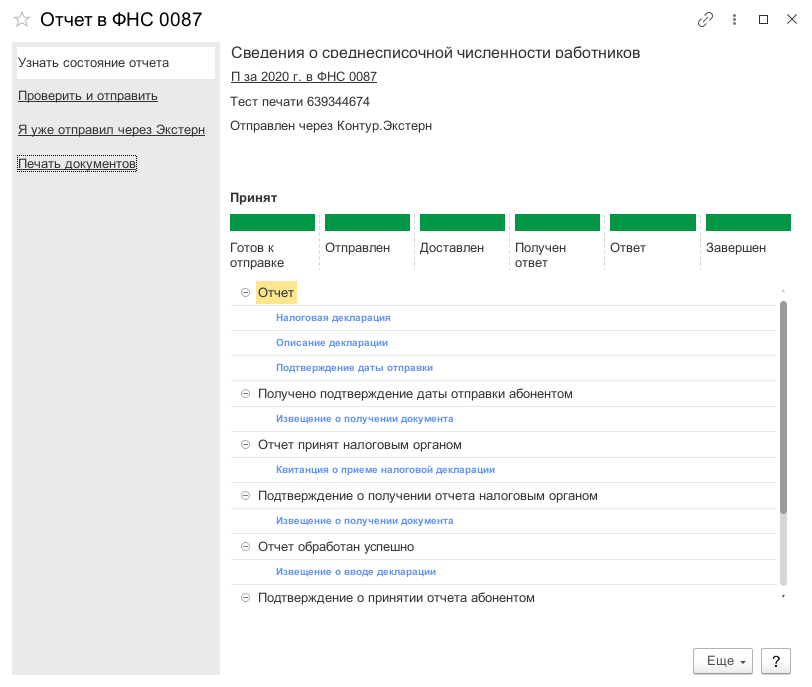 Отчет в ФНС 0087
Узнать состояние отчета
Проверить и отправить
Я уже отправил через Экстерн
Печать документов
Сведения о среднесписочной численности работников
П за 2020 г. в ФНС 0087
Тест печати 639344674
Отправлен через Контур.Экстерн
Принят
Готов к отправке
Отправлен
Доставлен
Получен ответ
Ответ
Завершен
Отчет
Налоговая декларация
Описание декларации
Подтверждение даты отправки
Получено подтверждение даты отправки абонентом
Извещение о получении документа
Отчет принят налоговым органом
Квитанция о приеме налоговой декларации
Подтверждение о получении отчета налоговым органом
Извещение о получении документа
Отчет обработан успешно
Извещение о вводе декларации
Подтверждение о принятии отчета абонентом
Еще
?